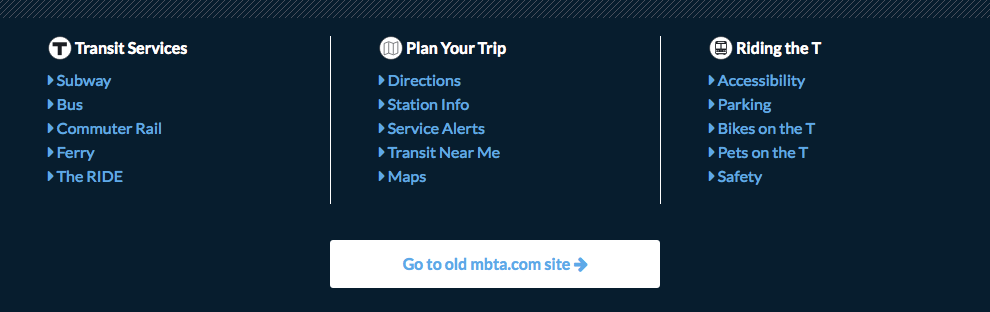 Transit Services
Subway
Bus
Commuter Rail
Ferry
The RIDE
Plan Your Trip
Directions
Station Info
Service Alerts
Transit Near Me
Maps
Riding the T
Accessibility
Parking
Bikes on the T
Pets on the T
Safety
Go to old mbta.com site